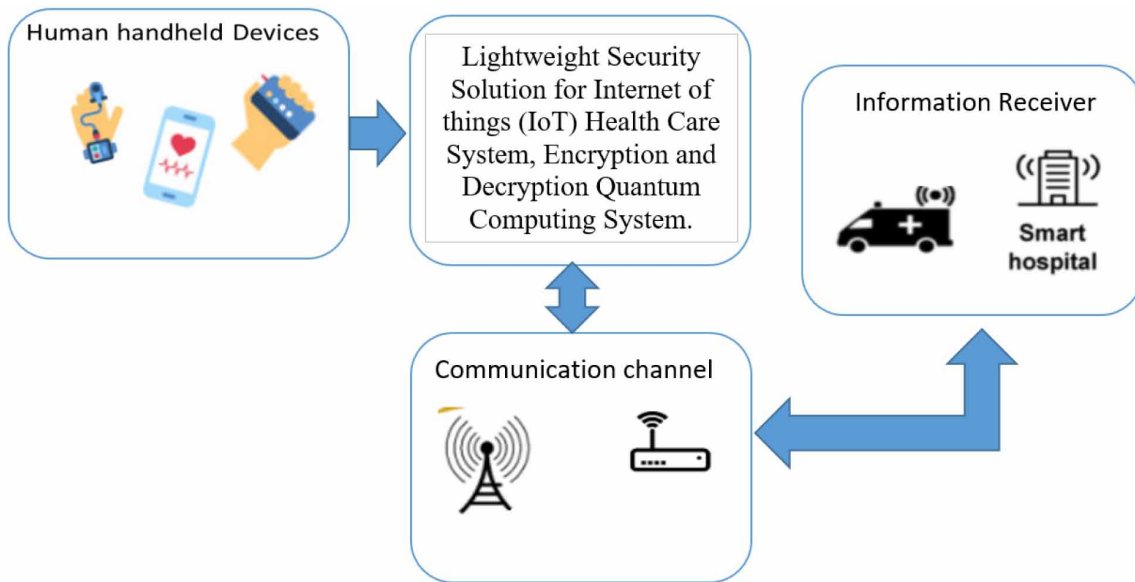 Human handheld Devices
Lightweight Security
Solution for Internet of
things (IoT) Health Care
System, Encryption and
Decryption Quantum
Computing System.
Information Receiver
Smart
hospital
Communication channel